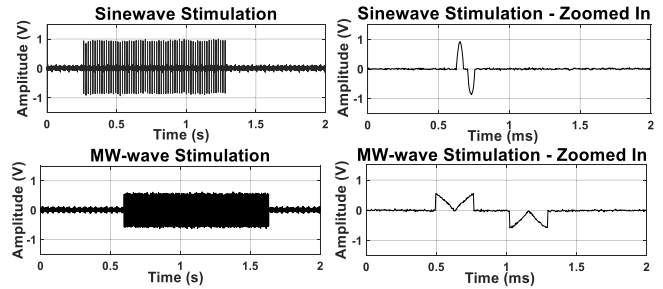 Sinewave Stimulation
Amplitude (V)
1
0
-1
0
0.5
1
1.5
2
Time (s)
Sinewave Stimulation - Zoomed In
Amplitude (V)
1
0
-1
0
0.5
1
1.5
2
Time (ms)
MW-wave Stimulation
Amplitude (V)
1
0
-1
0
0.5
1
1.5
2
Time (s)
MW-wave Stimulation - Zoomed In
Amplitude (V)
1
0
-1
0
0.5
1
1.5
2
Time (ms)